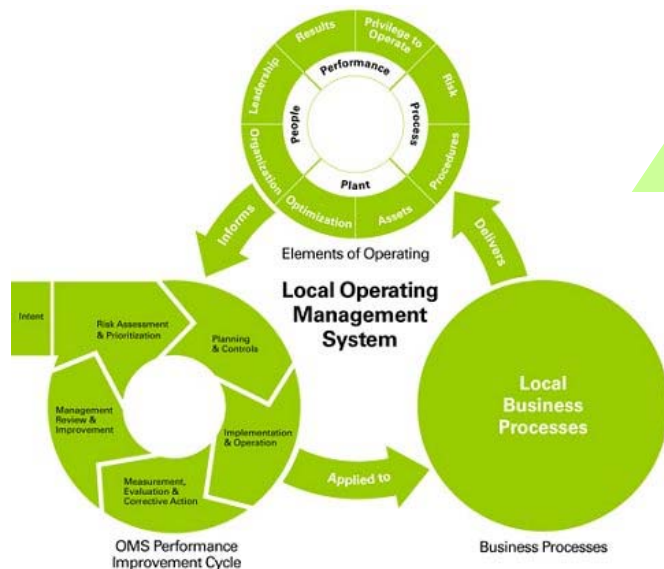 Results
Privilege to
Operate
Leadership
Performance
Risk
People
Process
Organization
Plant
Procedures
Optimization
Assets
Informs
Elements of Operating
Delivers
Local Operating
Management
System
Intent
Risk Assessment
& Prioritization
Planning
& Controls
Management
Review &
Improvement
Implementation
& Operation
Measurement,
Evaluation &
Corrective Action
Applied to
Local
Business
Processes
OMS Performance
Improvement Cycle
Business Processes